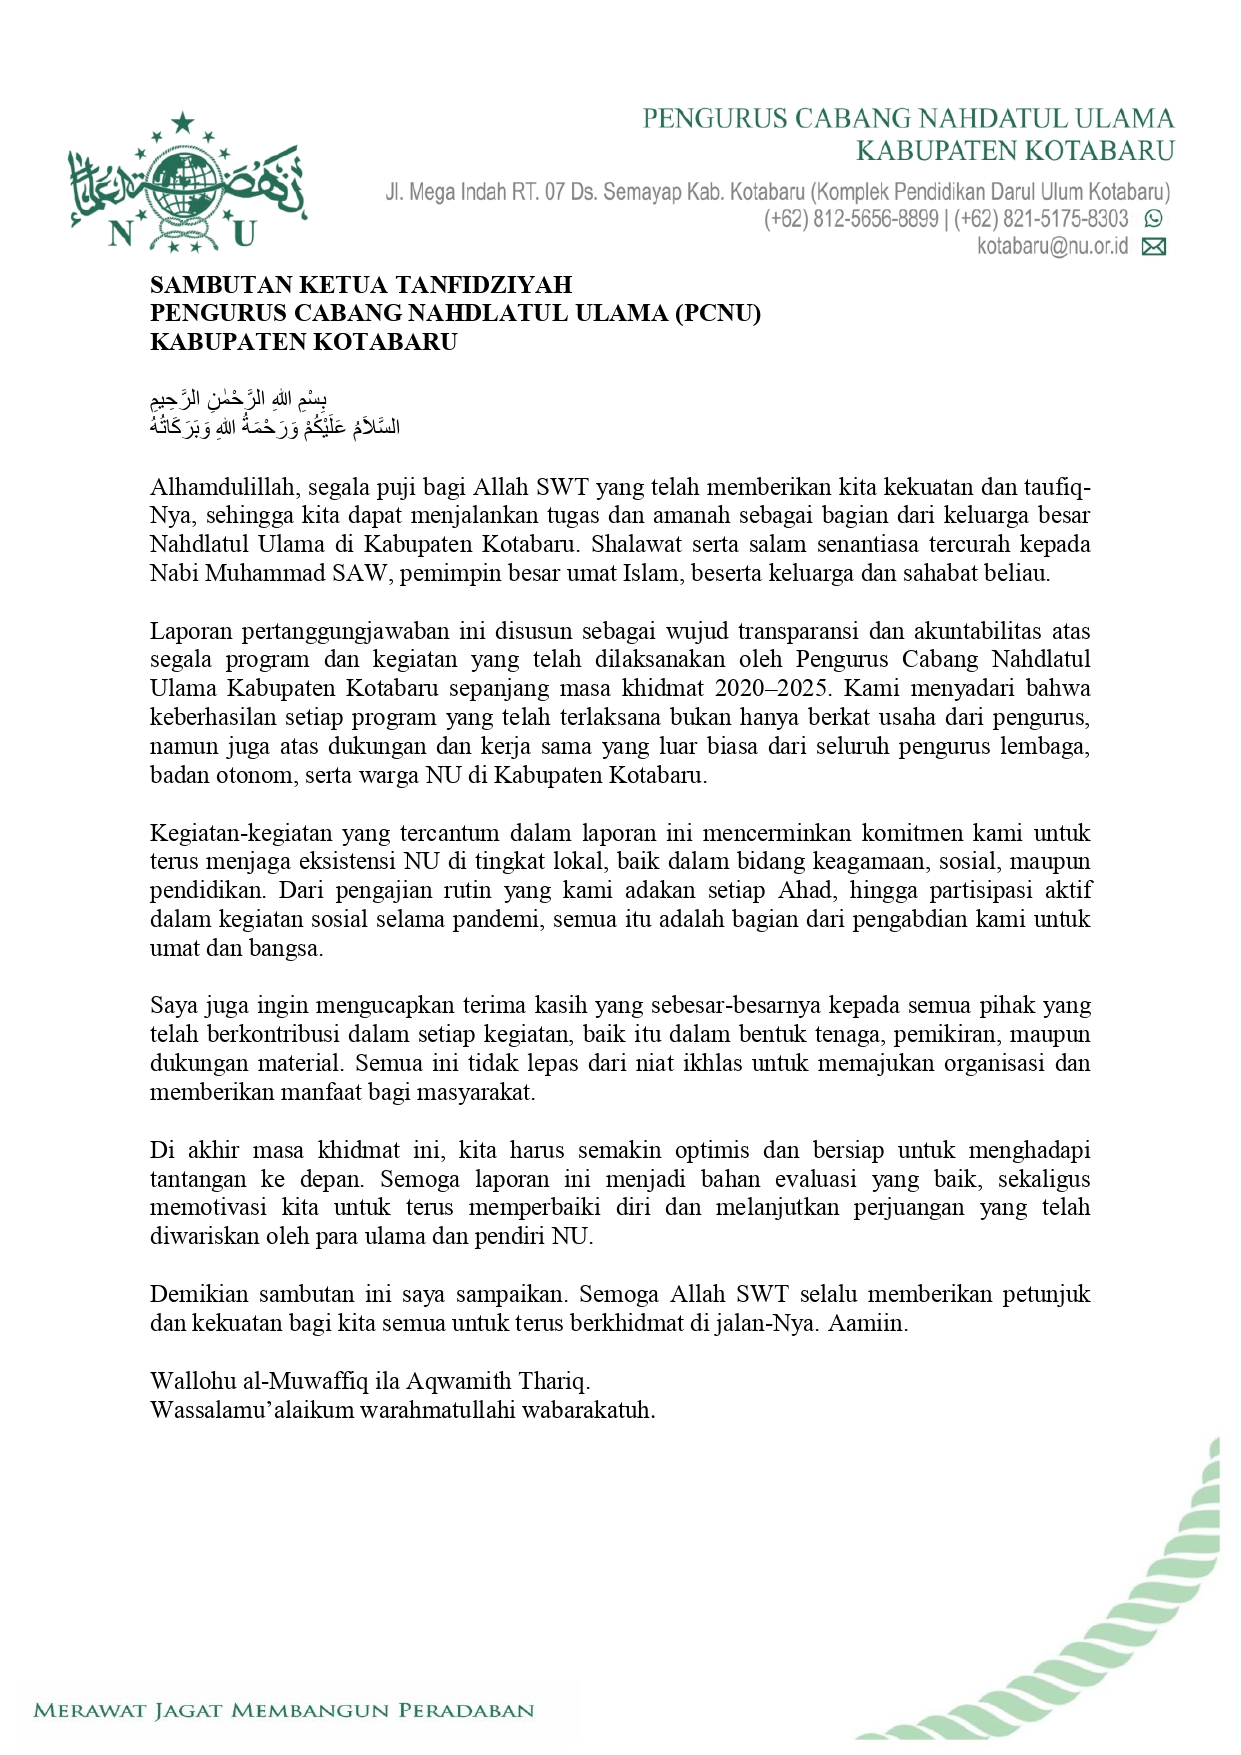 PENGURUS CABANG NAHDATUL ULAMA
KABUPATEN KOTABARU
Jl. Mega Indah RT. 07 Ds. Semayap Kab. Kotabaru (Komplek Pendidikan Darul Ulum Kotabaru)
(+62) 812-5656-8899 | (+62) 821-5175-8303
kotabaru@nu.or.id
نهضة العلماء
N U
SAMBUTAN KETUA TANFIDZIYAH
PENGURUS CABANG NAHDLATUL ULAMA (PCNU)
KABUPATEN KOTABARU
بِسْمِ اللهِ الرَّحْمٰنِ الرَّحِيمِ
السَّلاَمُ عَلَيْكُمْ وَرَحْمَةُ اللهِ وَبَرَكَاتُهُ
Alhamdulillah, segala puji bagi Allah SWT yang telah memberikan kita kekuatan dan taufiq-
Nya, sehingga kita dapat menjalankan tugas dan amanah sebagai bagian dari keluarga besar
Nahdlatul Ulama di Kabupaten Kotabaru. Shalawat serta salam senantiasa tercurah kepada
Nabi Muhammad SAW, pemimpin besar umat Islam, beserta keluarga dan sahabat beliau.
Laporan pertanggungjawaban ini disusun sebagai wujud transparansi dan akuntabilitas atas
segala program dan kegiatan yang telah dilaksanakan oleh Pengurus Cabang Nahdlatul
Ulama Kabupaten Kotabaru sepanjang masa khidmat 2020–2025. Kami menyadari bahwa
keberhasilan setiap program yang telah terlaksana bukan hanya berkat usaha dari pengurus,
namun juga atas dukungan dan kerja sama yang luar biasa dari seluruh pengurus lembaga,
badan otonom, serta warga NU di Kabupaten Kotabaru.
Kegiatan-kegiatan yang tercantum dalam laporan ini mencerminkan komitmen kami untuk
terus menjaga eksistensi NU di tingkat lokal, baik dalam bidang keagamaan, sosial, maupun
pendidikan. Dari pengajian rutin yang kami adakan setiap Ahad, hingga partisipasi aktif
dalam kegiatan sosial selama pandemi, semua itu adalah bagian dari pengabdian kami untuk
umat dan bangsa.
Saya juga ingin mengucapkan terima kasih yang sebesar-besarnya kepada semua pihak yang
telah berkontribusi dalam setiap kegiatan, baik itu dalam bentuk tenaga, pemikiran, maupun
dukungan material. Semua ini tidak lepas dari niat ikhlas untuk memajukan organisasi dan
memberikan manfaat bagi masyarakat.
Di akhir masa khidmat ini, kita harus semakin optimis dan bersiap untuk menghadapi
tantangan ke depan. Semoga laporan ini menjadi bahan evaluasi yang baik, sekaligus
memotivasi kita untuk terus memperbaiki diri dan melanjutkan perjuangan yang telah
diwariskan oleh para ulama dan pendiri NU.
Demikian sambutan ini saya sampaikan. Semoga Allah SWT selalu memberikan petunjuk
dan kekuatan bagi kita semua untuk terus berkhidmat di jalan-Nya. Aamiin.
Wallohu al-Muwaffiq ila Aqwamith Thariq.
Wassalamu’alaikum warahmatullahi wabarakatuh.
MERAWAT JAGAT MEMBANGUN PERADABAN